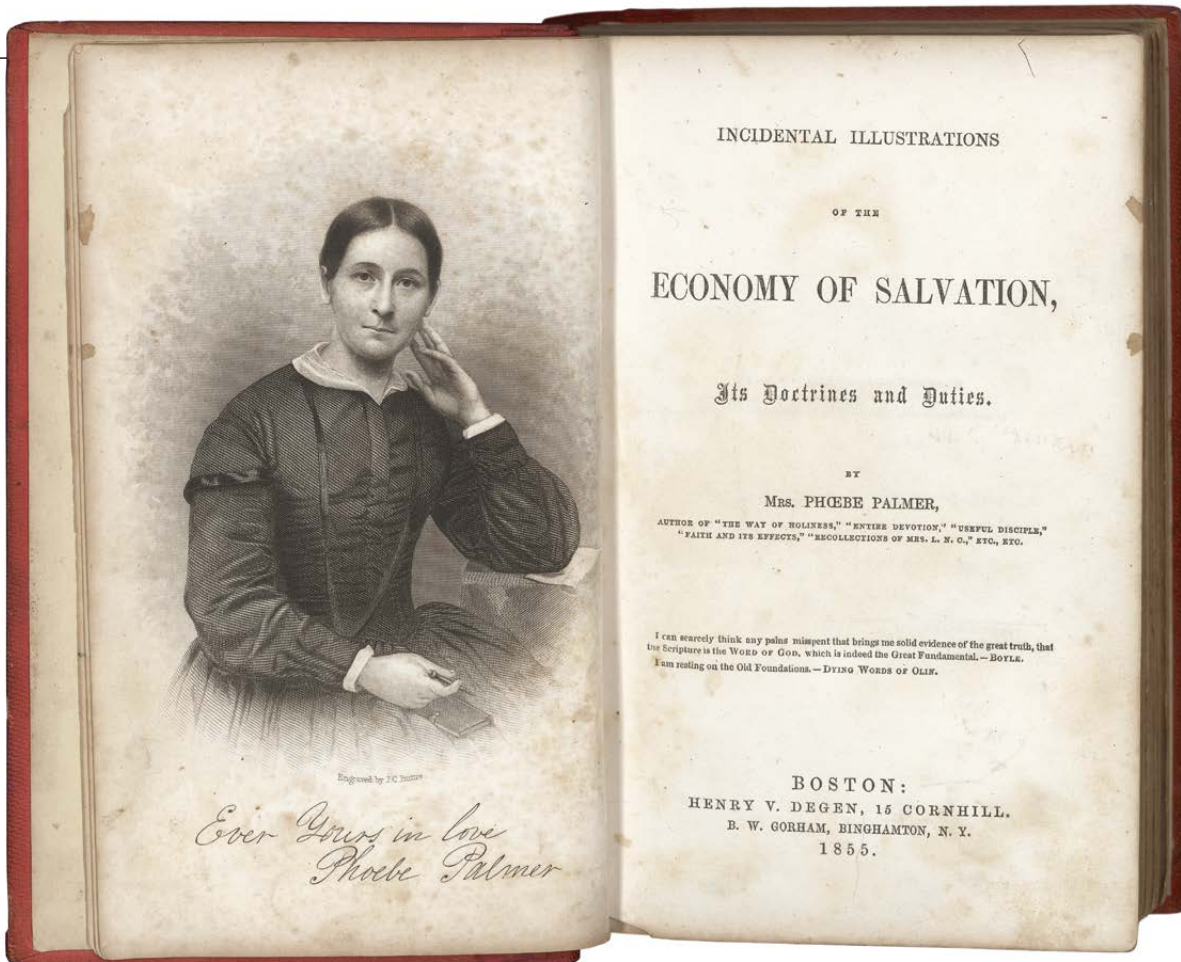 Engraved by
Ever Yours in love
Phoebe Palmer
INCIDENTAL ILLUSTRATIONS
OF THE
ECONOMY OF SALVATION,
Its Doctrines and Duties.
BY
MRS. PHŒBE PALMER,
AUTHOR OF "THE WAY OF HOLINESS," "ENTIRE DEVOTION," "USEFUL DISCIPLE,"
"FAITH AND ITS EFFECTS," "RECOLLECTIONS OF MRS. L. N. C.," ETC., ETC.
I can scarcely think any pains misspent that brings me solid evidence of the great truth, that
the Scripture is the WORD OF GOD, which is indeed the Great Fundamental. — BOYLE.
I am resting on the Old Foundations. — DYING WORDS OF OLIN.
BOSTON:
HENRY V. DEGEN, 15 CORNHILL.
B. W. GORHAM, BINGHAMTON, N. Y.
1855.